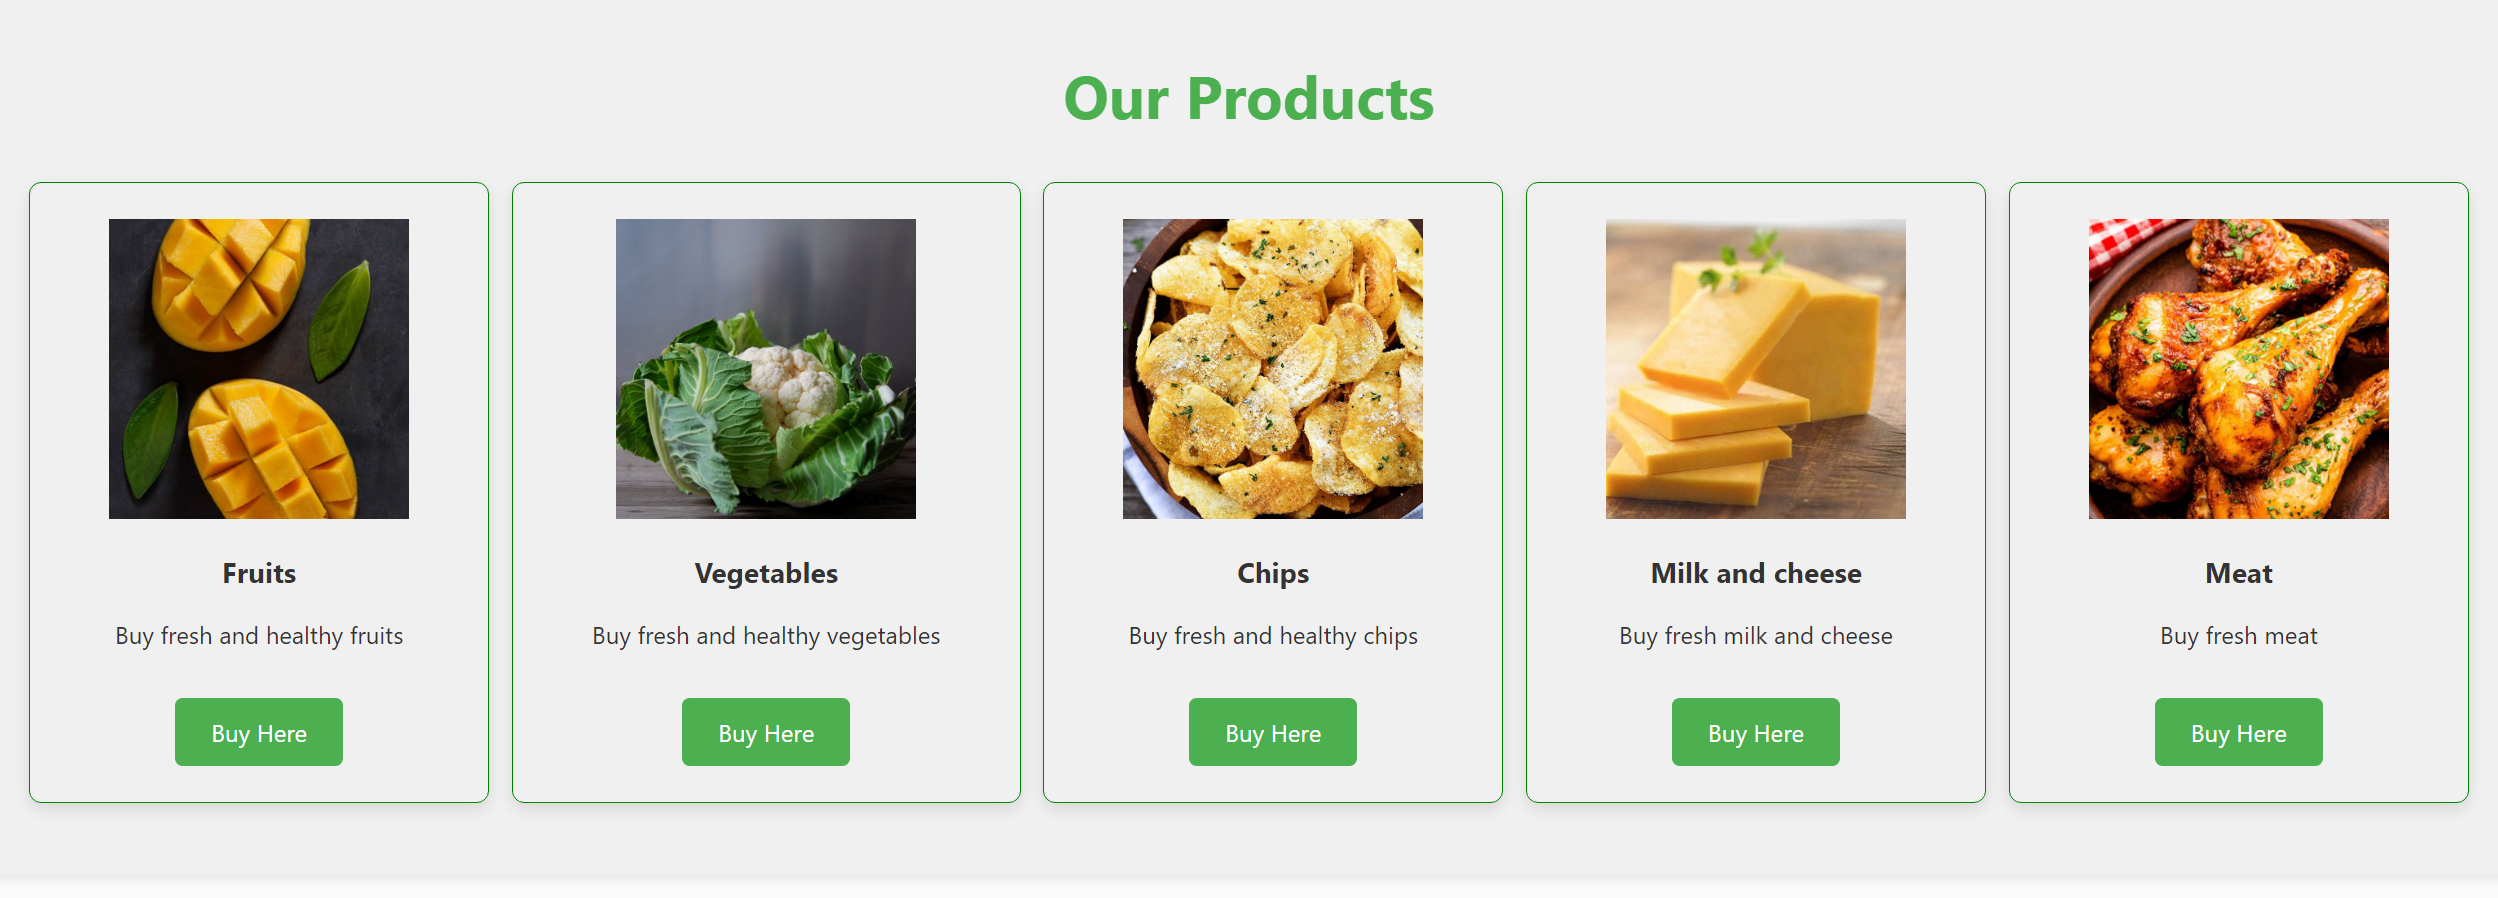 Our Products
Fruits
Buy fresh and healthy fruits
Buy Here
Vegetables
Buy fresh and healthy vegetables
Buy Here
Chips
Buy fresh and healthy chips
Buy Here
Milk and cheese
Buy fresh milk and cheese
Buy Here
Meat
Buy fresh meat
Buy Here